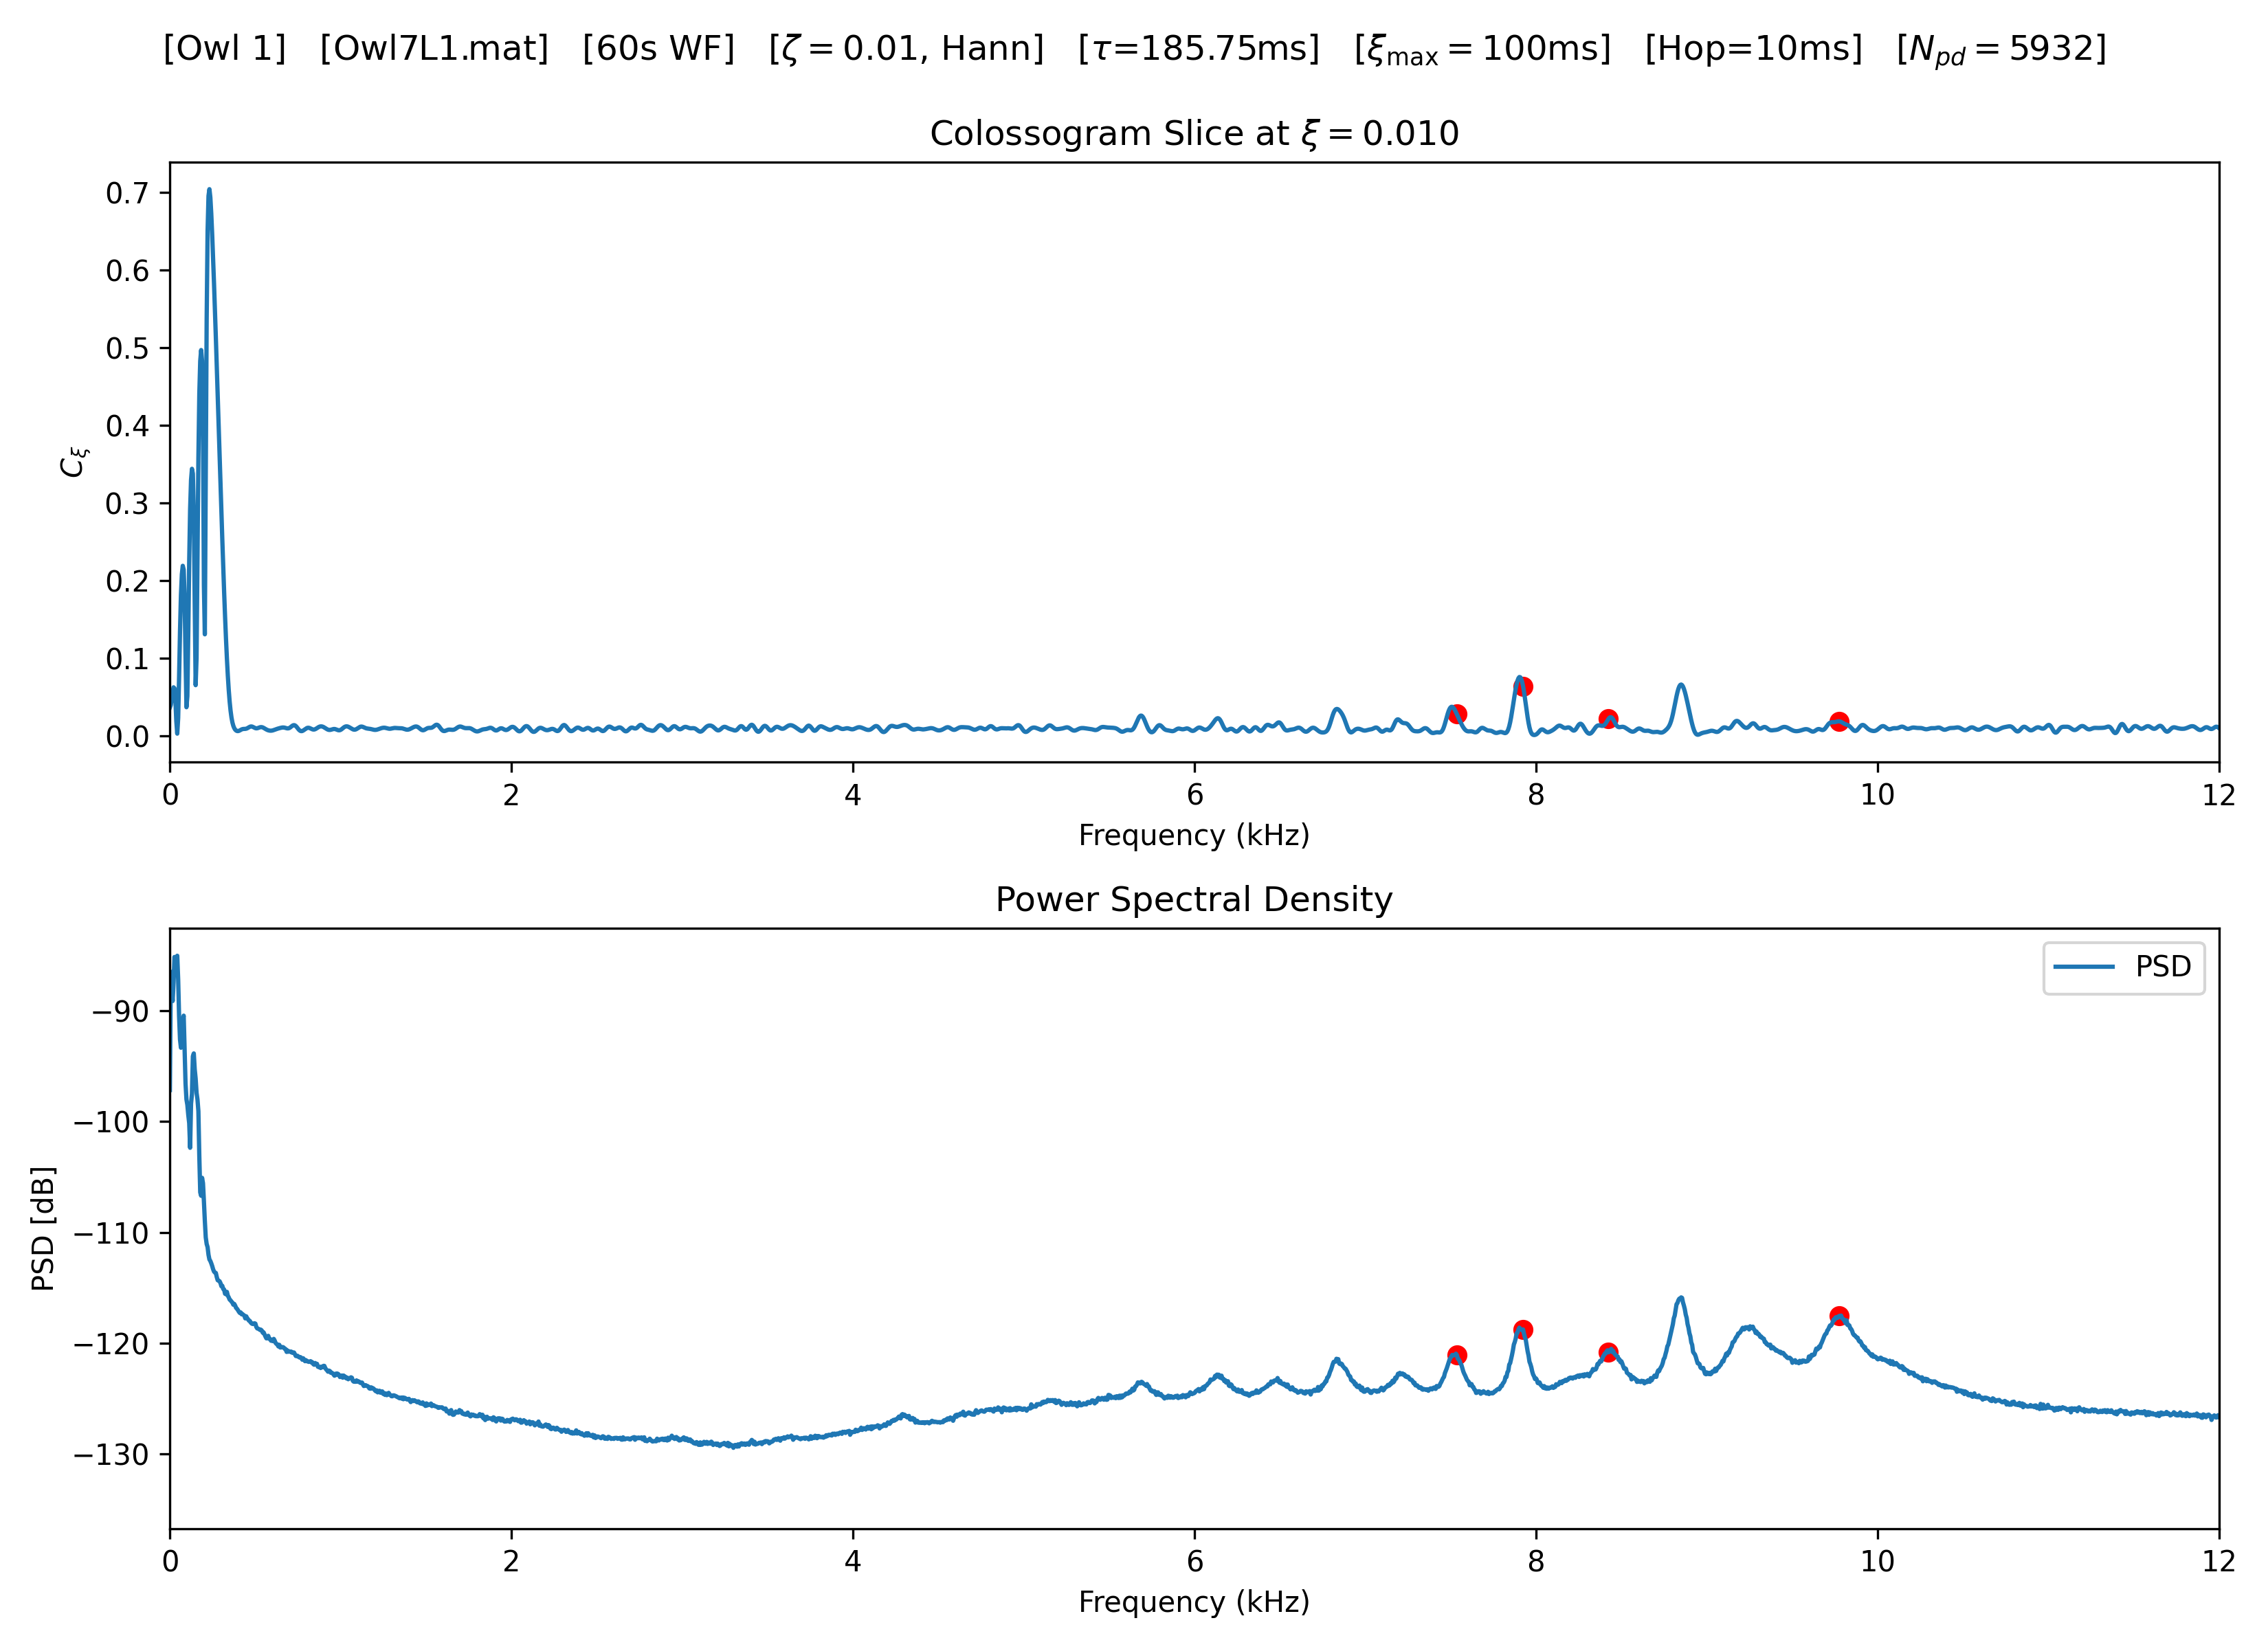 [Owl 1] [Owl7L1.mat] [60s WF] [ζ = 0.01, Hann] [τ=185.75ms] [ξmax = 100ms] [Hop=10ms] [Npd = 5932]
Colossogram Slice at ξ = 0.010
0.7
0.6
0.5
0.4
0.3
0.2
0.1
0.0
Cξ
0 2 4 6 8 10 12
Frequency (kHz)
Power Spectral Density
PSD
−90
−100
−110
−120
−130
PSD [dB]
0 2 4 6 8 10 12
Frequency (kHz)